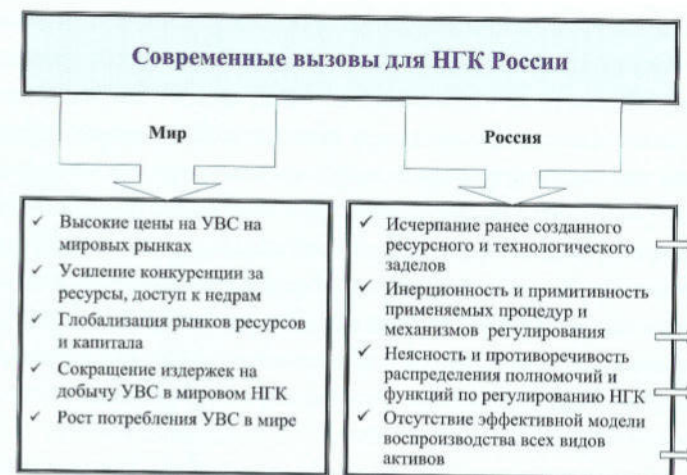 Современные вызовы для НГК России
Мир
Россия
✓ Высокие цены на УВС на
мировых рынках
✓ Усиление конкуренции за
ресурсы, доступ к недрам
✓ Глобализация рынков ресурсов
и капитала
✓ Сокращение издержек на
добычу УВС в мировом НГК
✓ Рост потребления УВС в мире
✓ Исчерпание ранее созданного
ресурсного и технологического
заделов
✓ Инерционность и примитивность
применяемых процедур и
механизмов регулирования
✓ Неясность и противоречивость
распределения полномочий и
функций по регулированию НГК
✓ Отсутствие эффективной модели
воспроизводства всех видов
активов